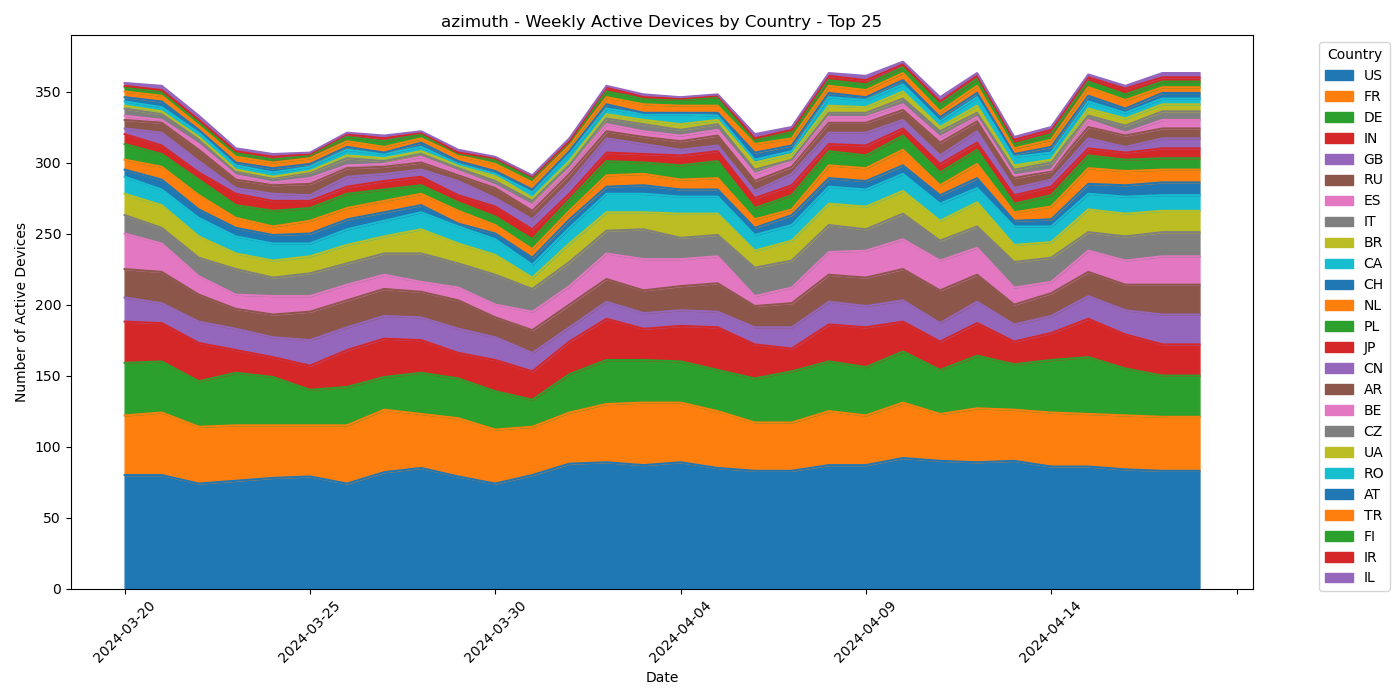 azimuth - Weekly Active Devices by Country - Top 25
Number of Active Devices
350
300
250
200
150
100
50
0
2024-03-20
2024-03-25
2024-03-30
2024-04-04
2024-04-09
2024-04-14
Date
Country
US
FR
DE
IN
GB
RU
ES
IT
BR
CA
CH
NL
PL
JP
CN
AR
BE
CZ
UA
RO
AT
TR
FI
IR
IL